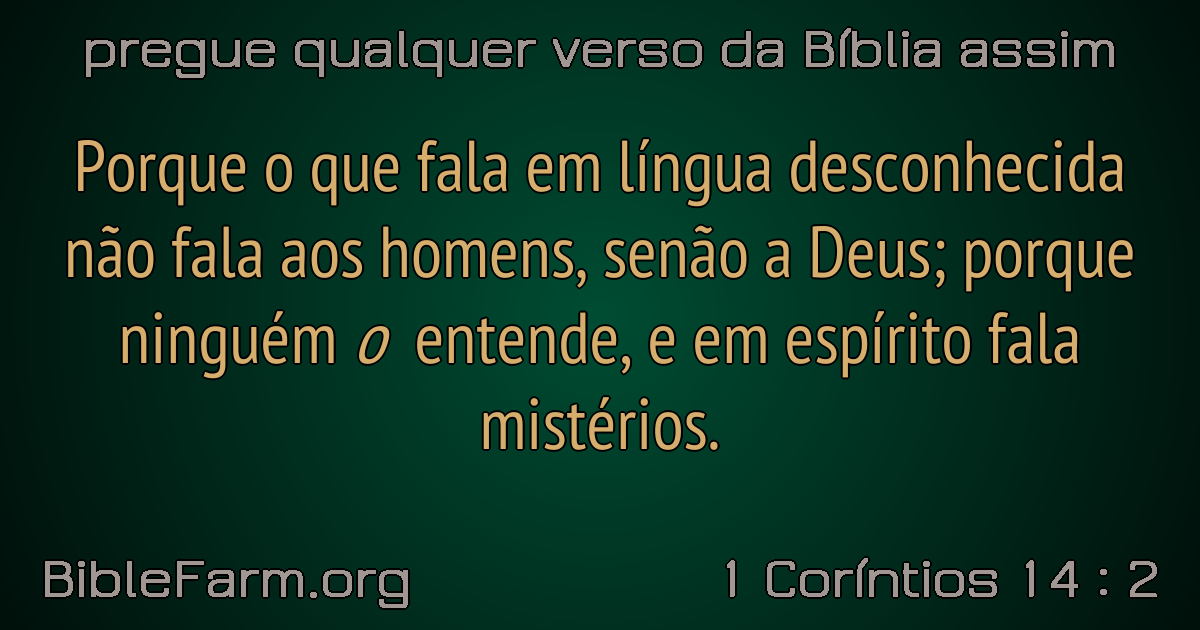 pregue qualquer verso da Bíblia assim
Porque o que fala em língua desconhecida
não fala aos homens, senão a Deus; porque
ninguém o entende, e em espírito fala
mistérios.
BibleFarm.org
1 Coríntios 14 : 2